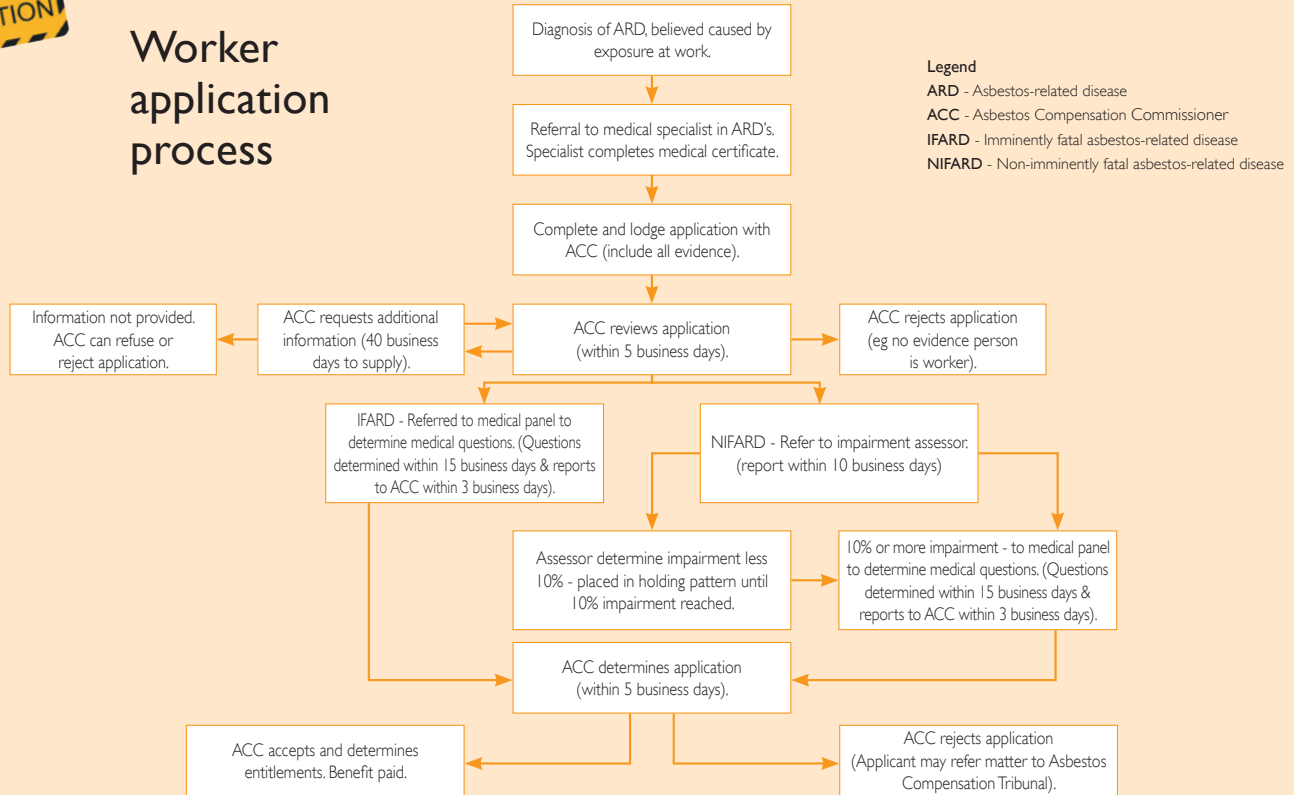 TION
Worker
application
process
Diagnosis of ARD, believed caused by
exposure at work.
Legend
ARD - Asbestos-related disease
ACC - Asbestos Compensation Commissioner
IFARD - Imminently fatal asbestos-related disease
NIFARD - Non-imminently fatal asbestos-related disease
Referral to medical specialist in ARD's.
Specialist completes medical certificate.
Complete and lodge application with
ACC (include all evidence).
Information not provided.
ACC can refuse or
reject application.
ACC requests additional
information (40 business
days to supply).
ACC reviews application
(within 5 business days).
ACC rejects application
(eg no evidence person
is worker).
IFARD - Referred to medical panel to
determine medical questions. (Questions
determined within 15 business days & reports
to ACC within 3 business days).
NIFARD - Refer to impairment assessor.
(report within 10 business days)
Assessor determine impairment less
10% - placed in holding pattern until
10% impairment reached.
10% or more impairment - to medical panel
to determine medical questions. (Questions
determined within 15 business days &
reports to ACC within 3 business days).
ACC determines application
(within 5 business days).
ACC accepts and determines
entitlements. Benefit paid.
ACC rejects application
(Applicant may refer matter to Asbestos
Compensation Tribunal).